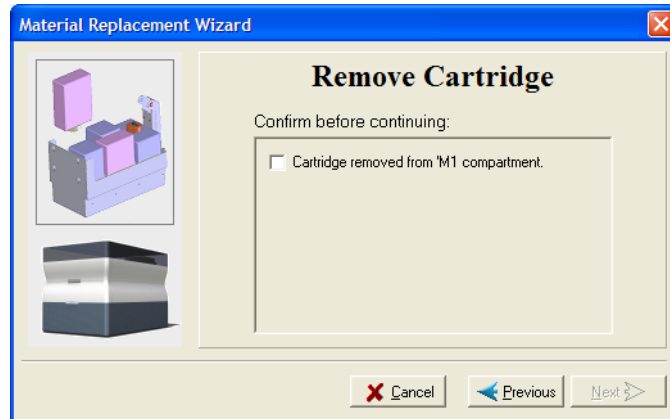 Material Replacement Wizard
Remove Cartridge
Confirm before continuing:
Cartridge removed from 'M1 compartment.
Cancel
Previous
Next